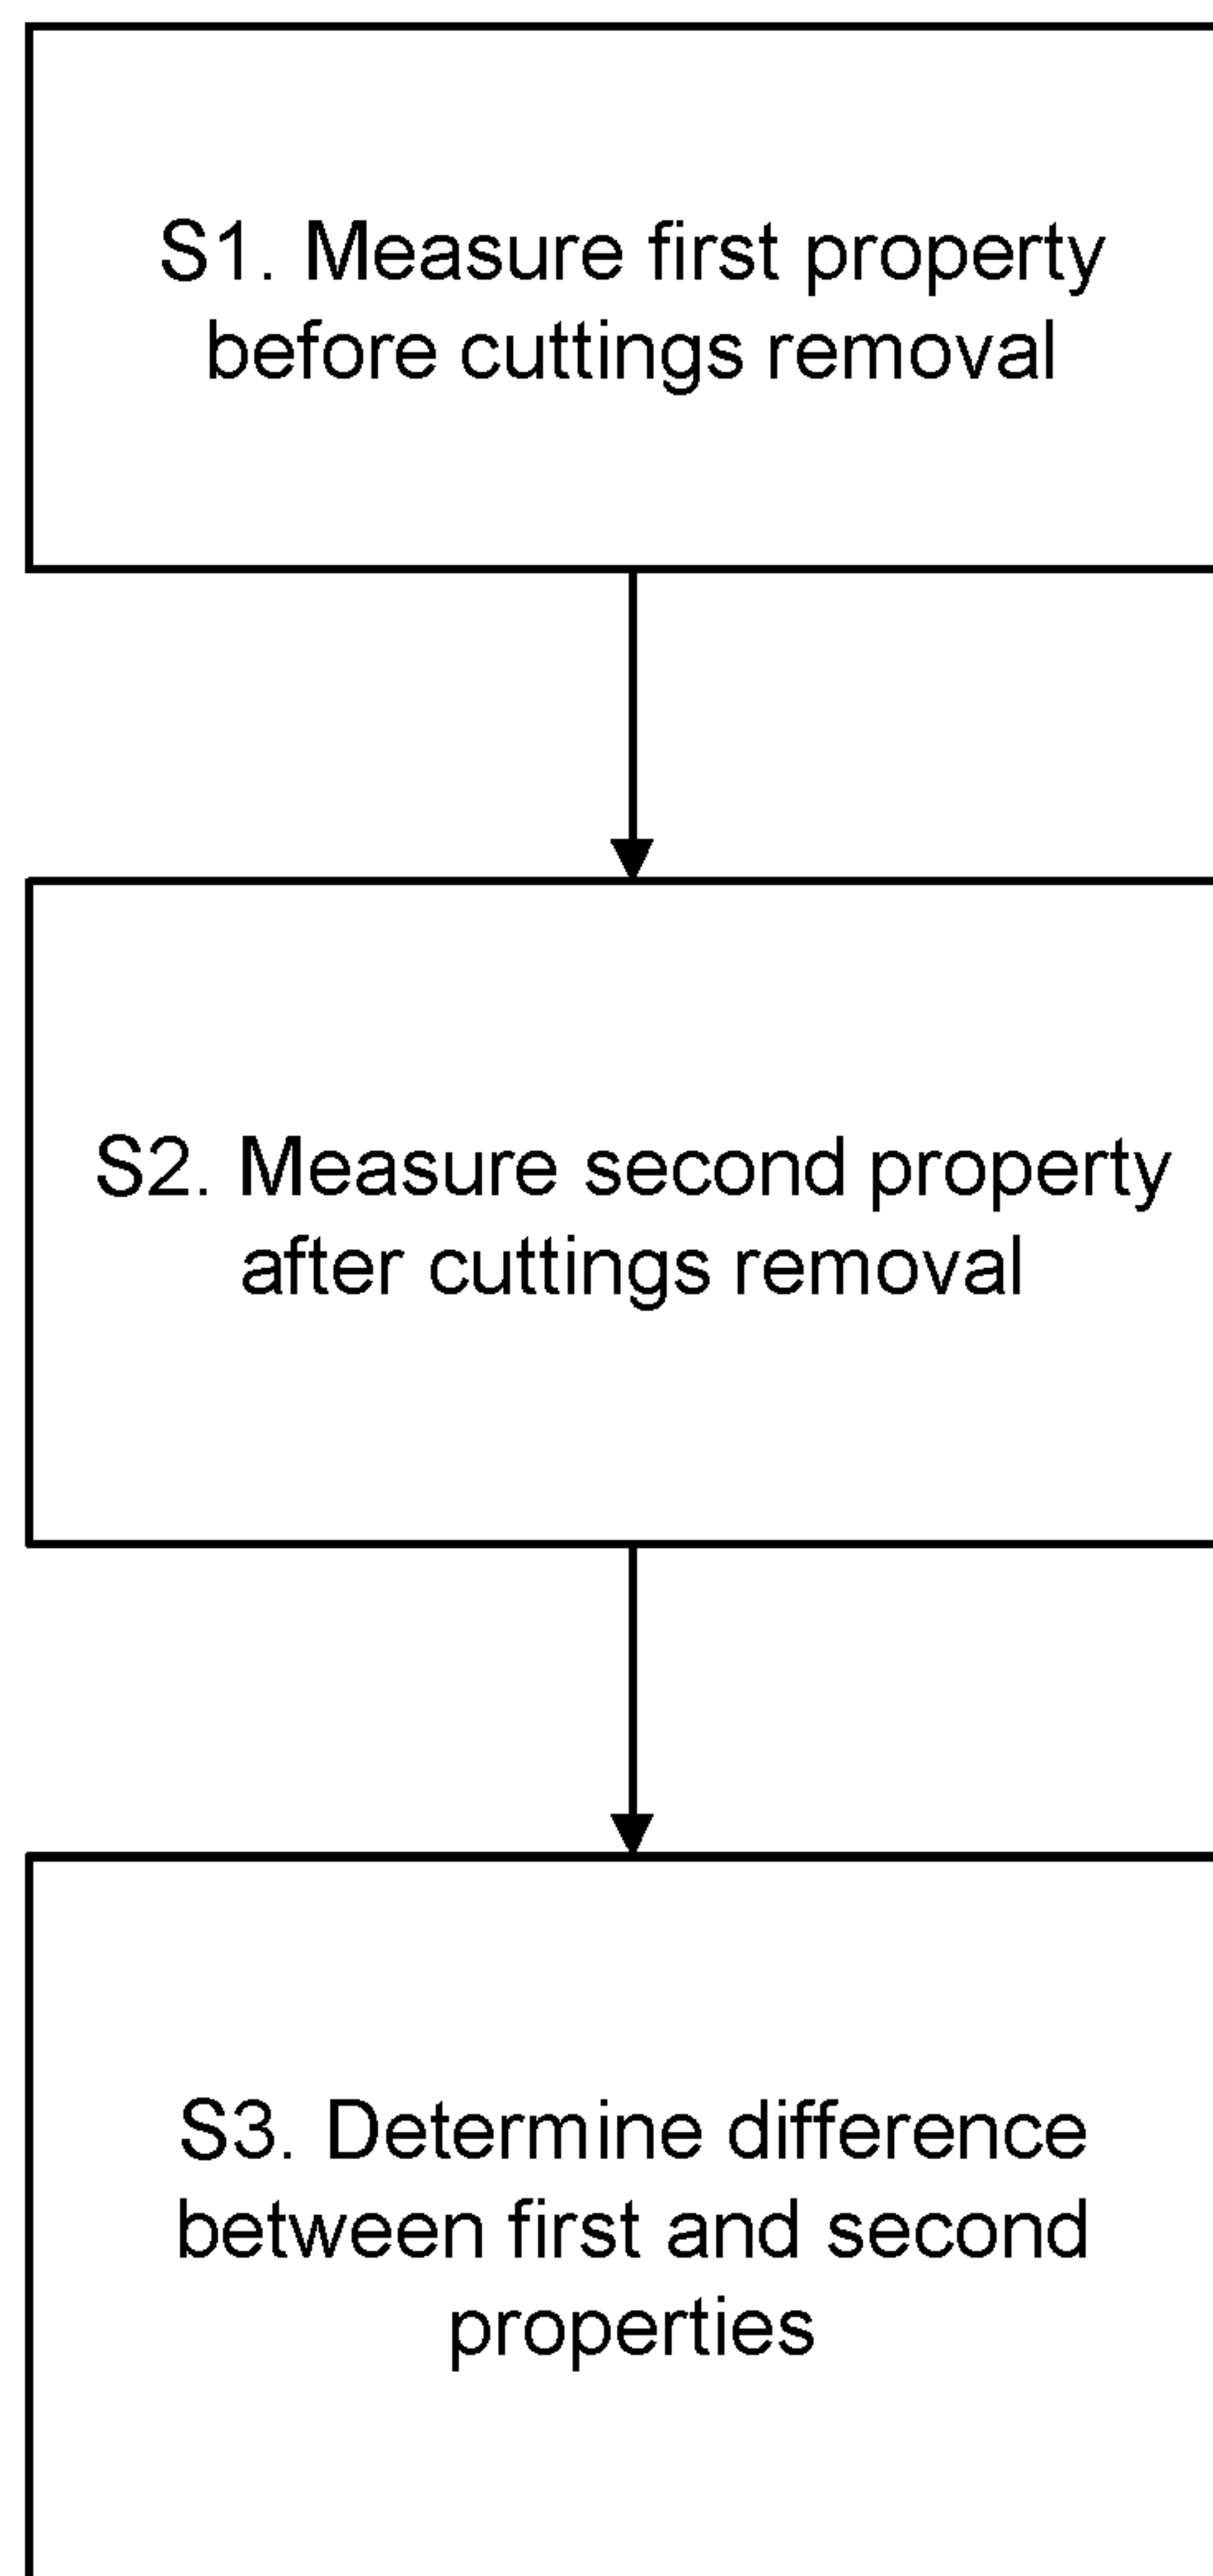 S1. Measure first property
before cuttings removal
S2. Measure second property
after cuttings removal
S3. Determine difference
between first and second
properties